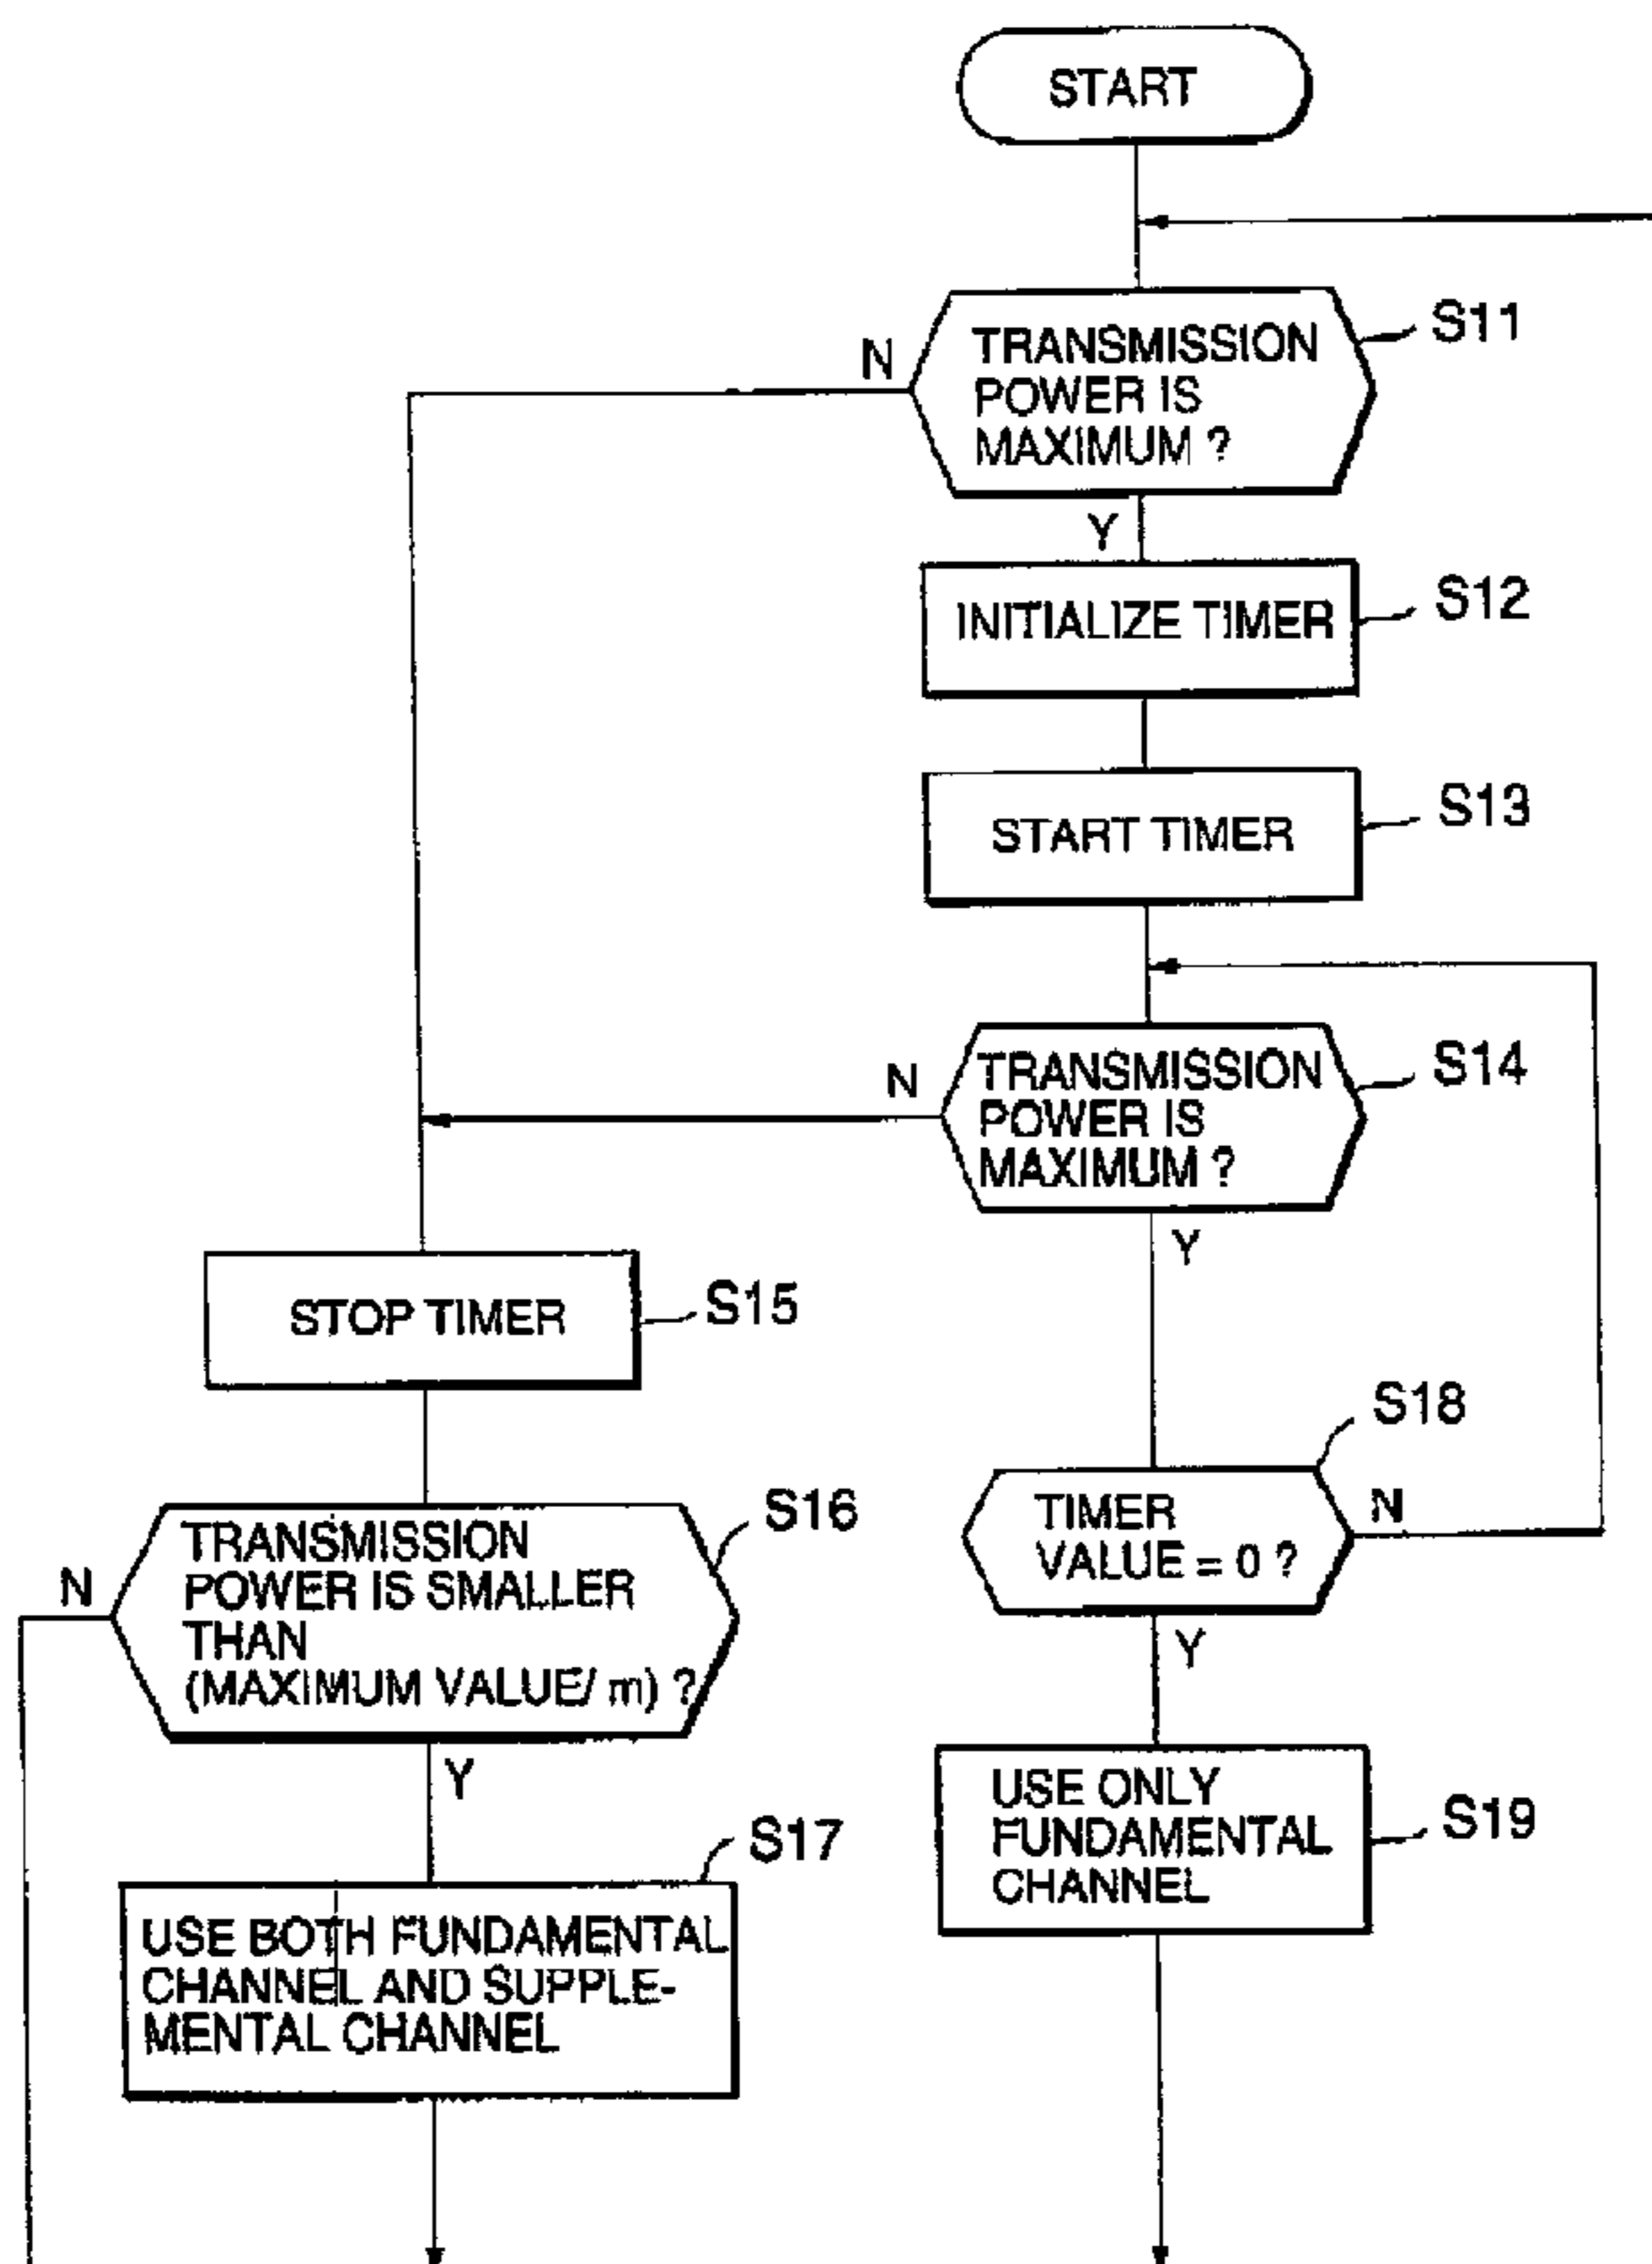 START
TRANSMISSION
POWER IS
MAXIMUM ?
S11
N
Y
INITIALIZE TIMER
S12
START TIMER
S13
TRANSMISSION
POWER IS
MAXIMUM ?
S14
N
Y
STOP TIMER
S15
TIMER
VALUE = 0 ?
S18
N
Y
TRANSMISSION
POWER IS SMALLER
THAN
(MAXIMUM VALUE/ m) ?
S16
N
Y
USE ONLY
FUNDAMENTAL
CHANNEL
S19
USE BOTH FUNDAMENTAL
CHANNEL AND SUPPLE-
MENTAL CHANNEL
S17